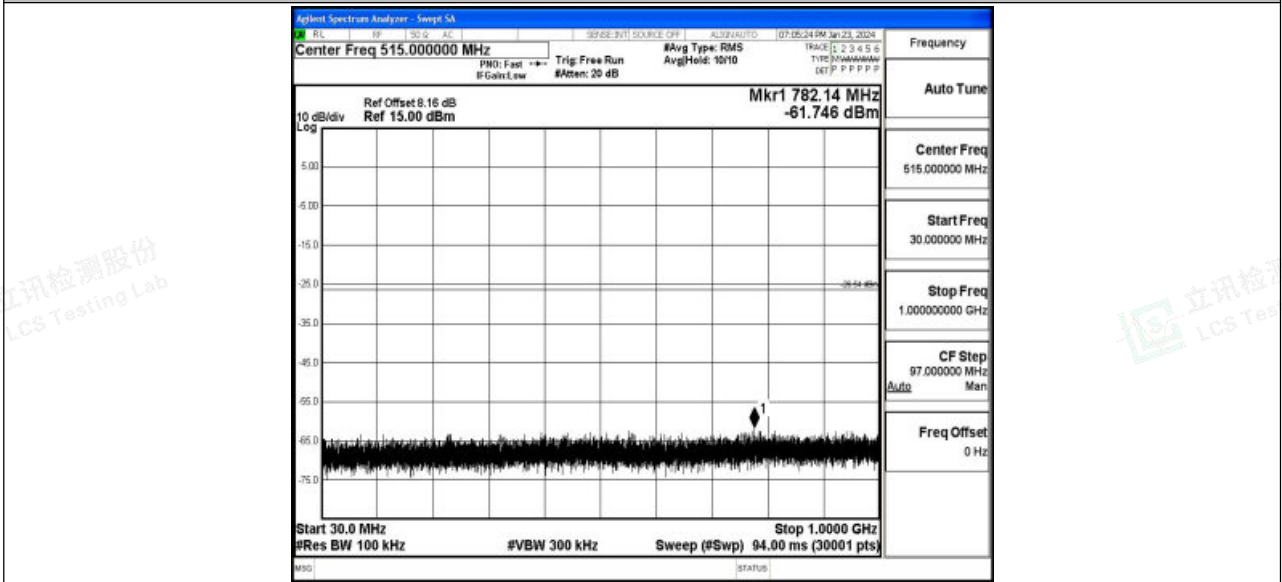 Agilent Spectrum Analyzer - Swept SA
RL RF 50 Ω AC SENSE:INT SOURCE OFF ALIGNAUTO 07:05:24 PM Jan 23, 2024
Center Freq 515.000000 MHz
PNO: Fast
IFGain:Low
Trig: Free Run
#Atten: 20 dB
#Avg Type: RMS
Avg|Hold: 10/10
TRACE 1 2 3 4 5 6
TYPE
DET P P P P P P
Frequency
Auto Tune
Mkr1 782.14 MHz
-61.746 dBm
Ref Offset 8.16 dB
10 dB/div Ref 15.00 dBm
Log
5.00
-5.00
-15.0
-25.0
-35.0
-45.0
-55.0
-65.0
-75.0
1
Center Freq
515.000000 MHz
Start Freq
30.000000 MHz
Stop Freq
1.000000000 GHz
CF Step
97.000000 MHz
Auto Man
Freq Offset
0 Hz
Start 30.0 MHz Stop 1.0000 GHz
#Res BW 100 kHz #VBW 300 kHz Sweep (#Swp) 94.00 ms (30001 pts)
MSG STATUS
立讯检测股份
LCS Testing Lab
立讯检
LCS Tes